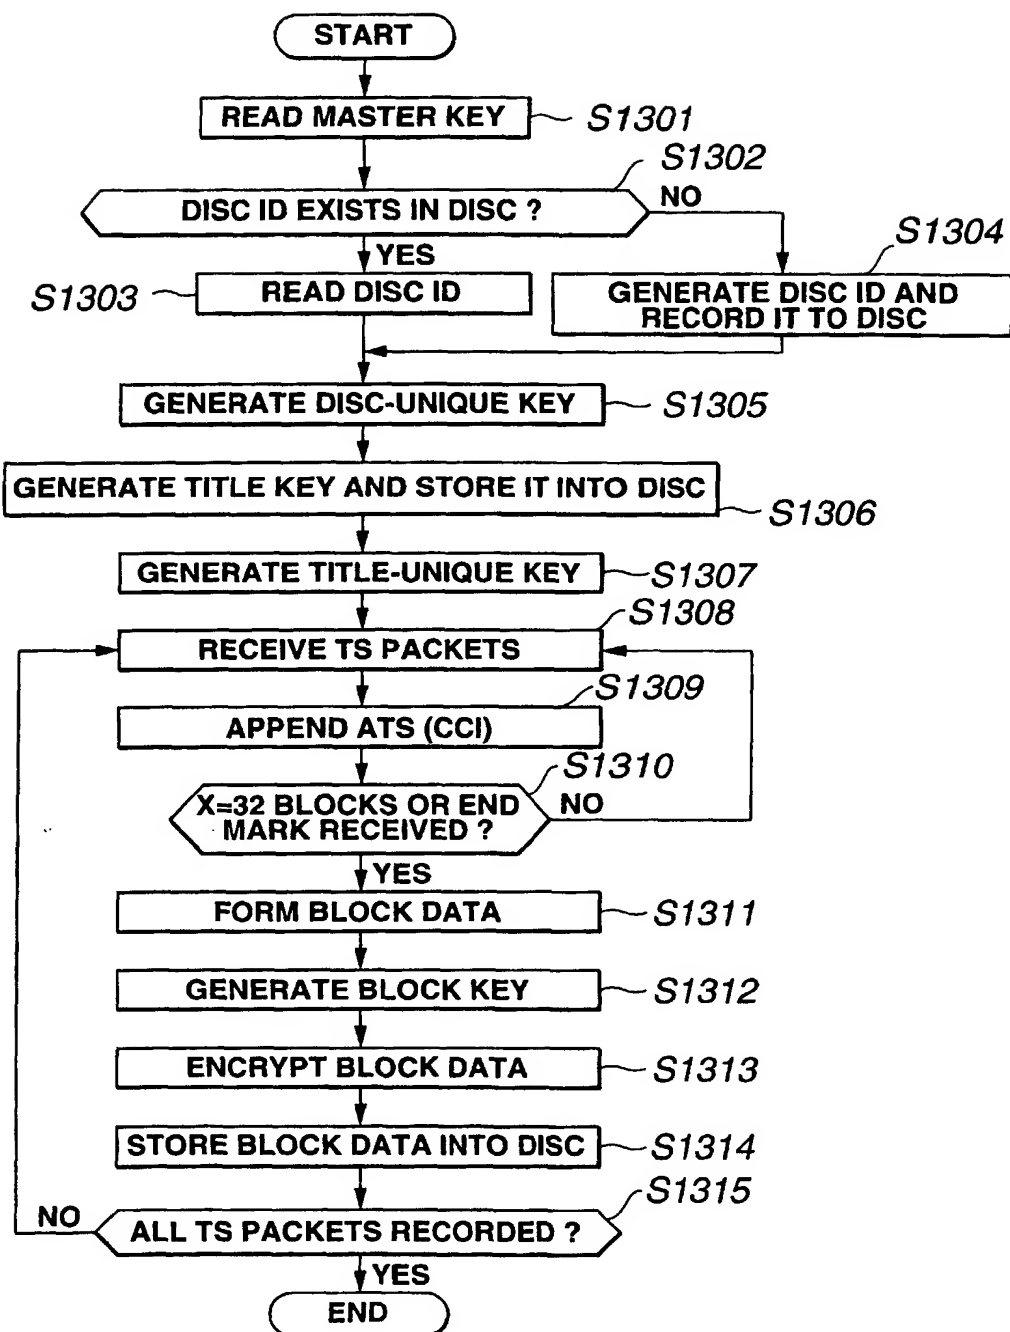 START
READ MASTER KEY
S1301
S1302
DISC ID EXISTS IN DISC ?
NO
YES
S1304
S1303
READ DISC ID
GENERATE DISC ID AND
RECORD IT TO DISC
GENERATE DISC-UNIQUE KEY
S1305
GENERATE TITLE KEY AND STORE IT INTO DISC
S1306
GENERATE TITLE-UNIQUE KEY
S1307
S1308
RECEIVE TS PACKETS
S1309
APPEND ATS (CCI)
S1310
X=32 BLOCKS OR END
MARK RECEIVED ?
NO
YES
FORM BLOCK DATA
S1311
GENERATE BLOCK KEY
S1312
ENCRYPT BLOCK DATA
S1313
STORE BLOCK DATA INTO DISC
S1314
S1315
NO
ALL TS PACKETS RECORDED ?
YES
END